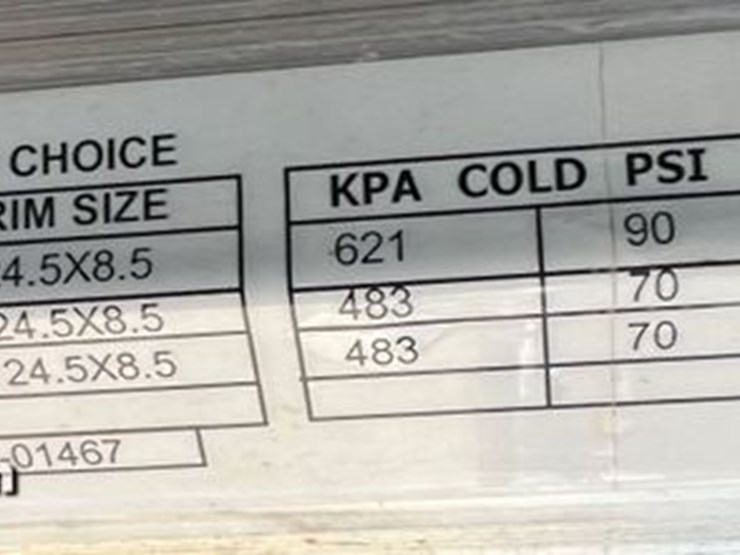 CHOICE
RIM SIZE KPA COLD PSI
4.5X8.5 621 90
24.5X8.5 483 70
24.5X8.5 483 70
-01467